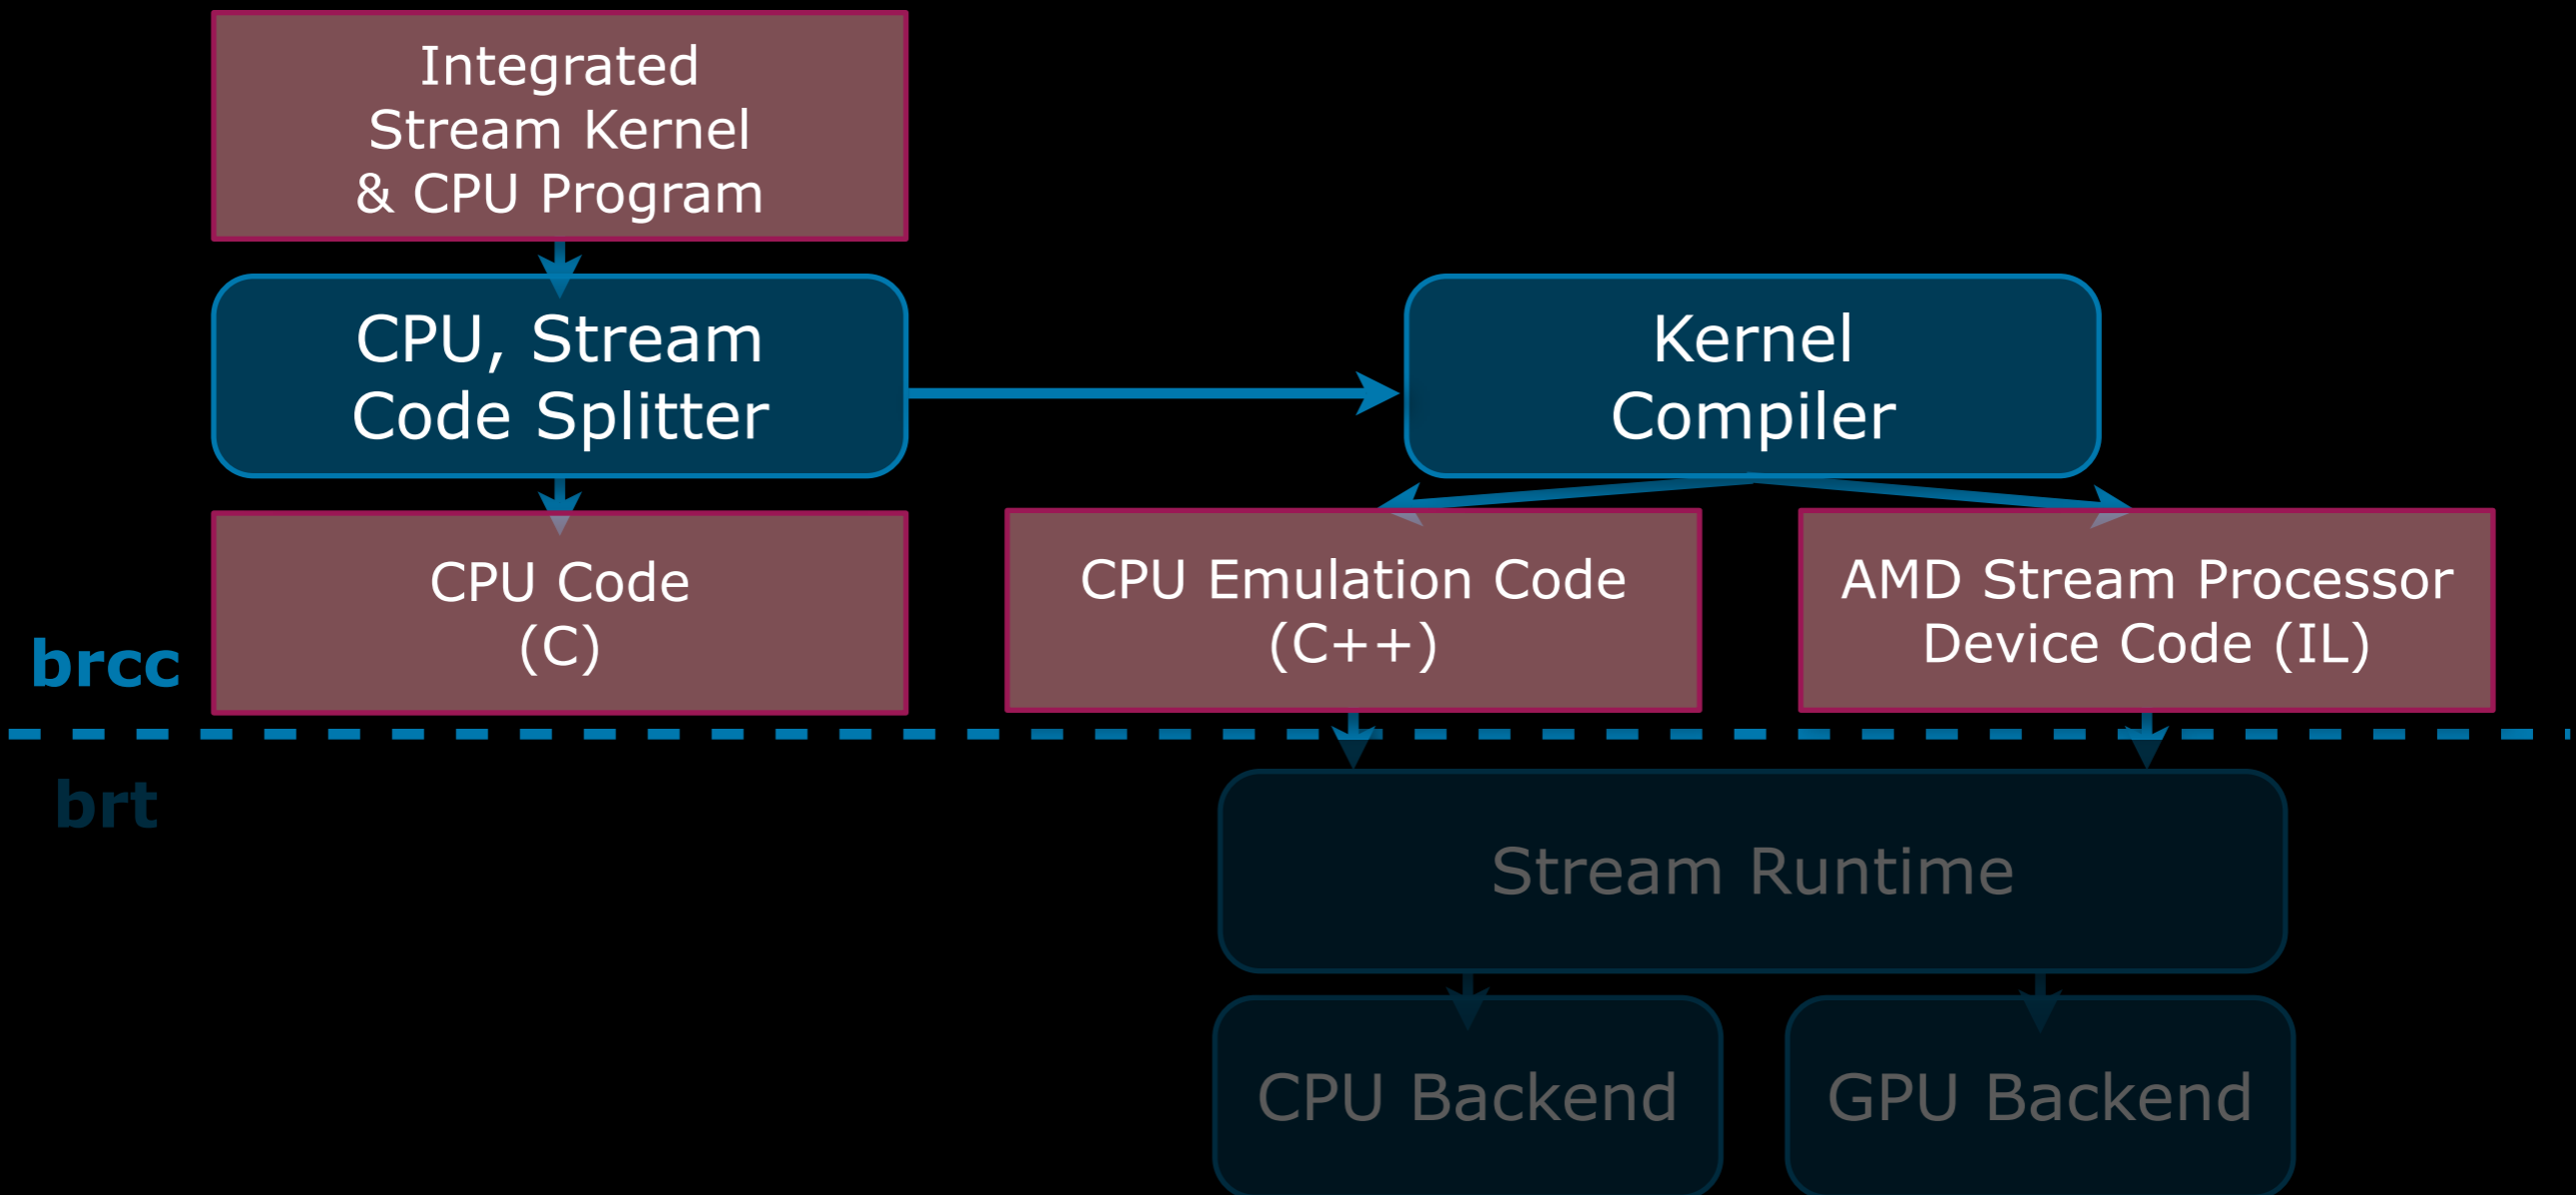 Integrated
Stream Kernel
& CPU Program
CPU, Stream
Code Splitter
Kernel
Compiler
CPU Code
(C)
CPU Emulation Code
(C++)
AMD Stream Processor
Device Code (IL)
brcc
brt
Stream Runtime
CPU Backend
GPU Backend